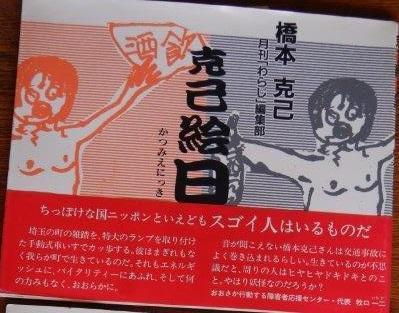 酒飲
橋本 克己
月刊「わらし」編集部
克己絵日
かつみえにっき
ちっぽけな国ニッポンといえどもスゴイ人はいるものだ
埼玉の町の雑踏を、特大のランプを取り付け
た手動式車いすでカッ歩する。彼はまぎれもな
く我らが町で生きているのだ。それもエネルギ
ッシュに、バイタリティーにあふれ、そして何
の力みもなく、おおらかに。
音が聞こえない橋本克己さんは交通事故に
よく巻き込まれるらしい。生きているのが不思
議だと、周りの人はヒヤヒヤドキドキとのこ
と。やはり妖怪なのだろうか?
おおさか行動する障害者応援センター・代表 牧口一二